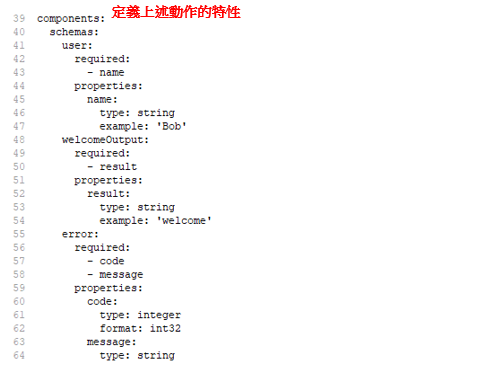 定義上述動作的特性
39 components:
40   schemas:
41     user:
42       required:
43         - name
44       properties:
45         name:
46           type: string
47           example: 'Bob'
48     welcomeOutput:
49       required:
50         - result
51       properties:
52         result:
53           type: string
54           example: 'welcome'
55     error:
56       required:
57         - code
58         - message
59       properties:
60         code:
61           type: integer
62           format: int32
63         message:
64           type: string